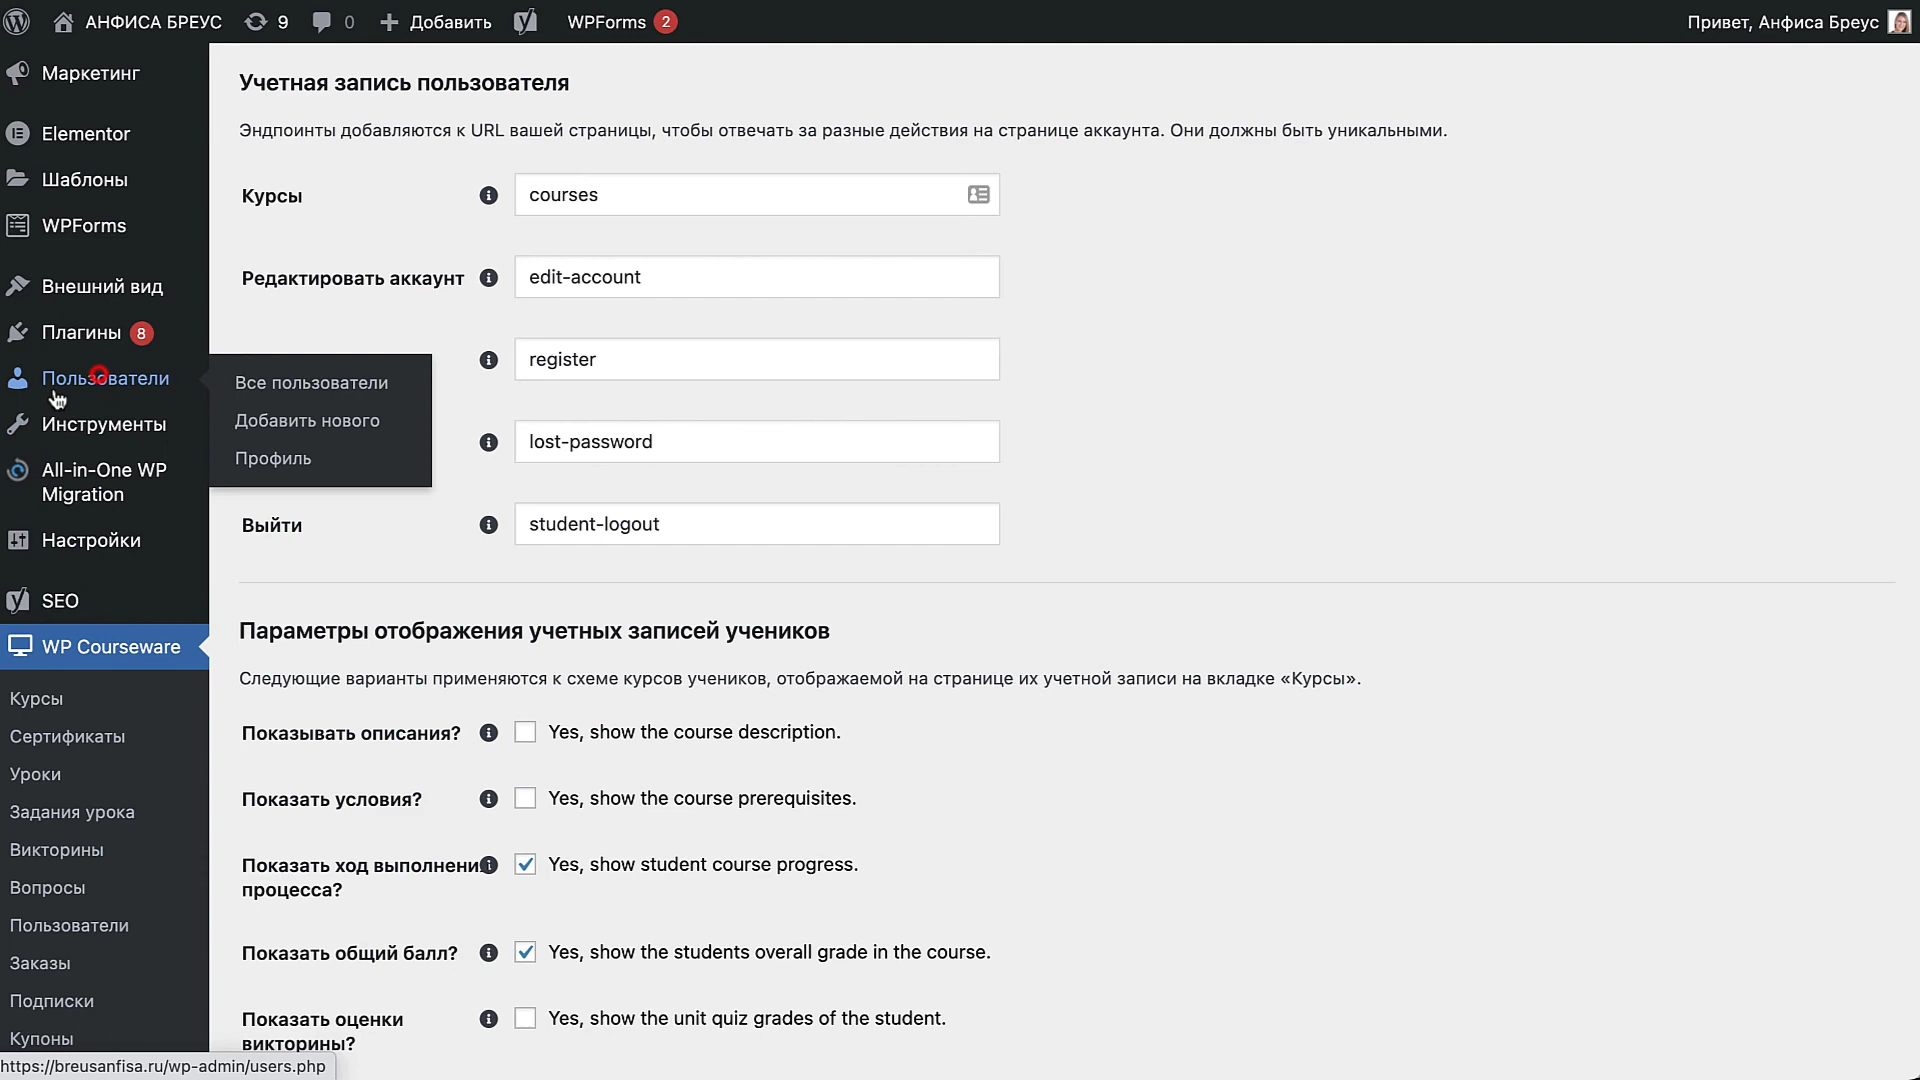 АНФИСА БРЕУС
9
0
Добавить
WPForms
2
Привет, Анфиса Бреус
Маркетинг
Elementor
Шаблоны
WPForms
Внешний вид
Плагины
8
Пользователи
Инструменты
All-in-One WP
Migration
Настройки
SEO
WP Courseware
Курсы
Сертификаты
Уроки
Задания урока
Викторины
Вопросы
Пользователи
Заказы
Подписки
Купоны
https://breusanfisa.ru/wp-admin/users.php
Все пользователи
Добавить нового
Профиль
Учетная запись пользователя
Эндпоинты добавляются к URL вашей страницы, чтобы отвечать за разные действия на странице аккаунта. Они должны быть уникальными.
Курсы
courses
Редактировать аккаунт
edit-account
register
lost-password
Выйти
student-logout
Параметры отображения учетных записей учеников
Следующие варианты применяются к схеме курсов учеников, отображаемой на странице их учетной записи на вкладке «Курсы».
Показывать описания?
Yes, show the course description.
Показать условия?
Yes, show the course prerequisites.
Показать ход выполнения
процесса?
Yes, show student course progress.
Показать общий балл?
Yes, show the students overall grade in the course.
Показать оценки
викторины?
Yes, show the unit quiz grades of the student.